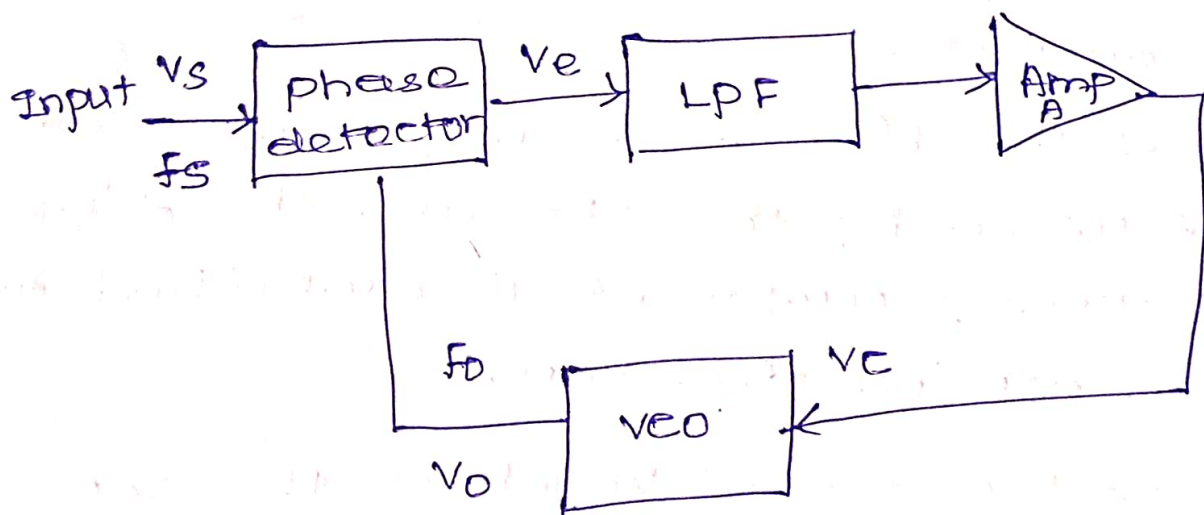 Input
Vs
fs
phase
detector
Ve
LPF
Amp
A
fo
Vo
VCO
VC